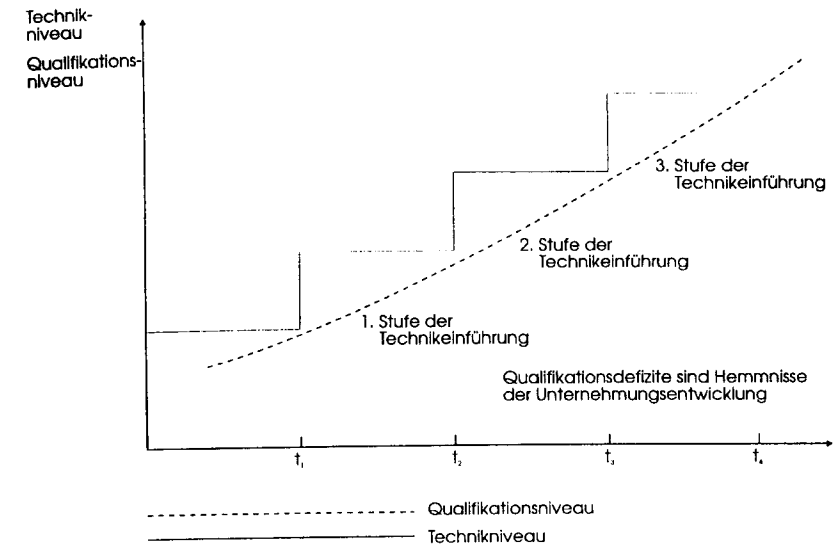 Technik-
niveau
Qualifikations-
niveau
3. Stufe der
Technikeinführung
2. Stufe der
Technikeinführung
1. Stufe der
Technikeinführung
Qualifikationsdefizite sind Hemmnisse
der Unternehmungsentwicklung
t₁ t₂ t₃ t₄
Qualifikationsniveau
Technikniveau